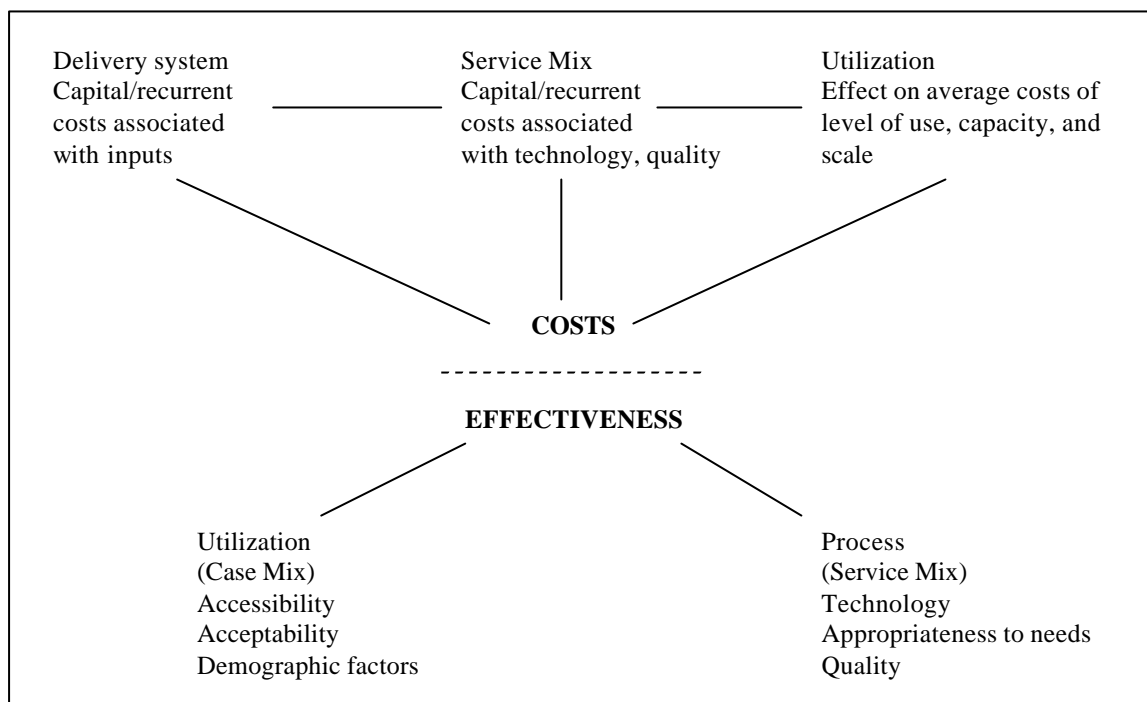 Delivery system
Capital/recurrent
costs associated
with inputs
Service Mix
Capital/recurrent
costs associated
with technology, quality
Utilization
Effect on average costs of
level of use, capacity, and
scale
COSTS
EFFECTIVENESS
Utilization
(Case Mix)
Accessibility
Acceptability
Demographic factors
Process
(Service Mix)
Technology
Appropriateness to needs
Quality